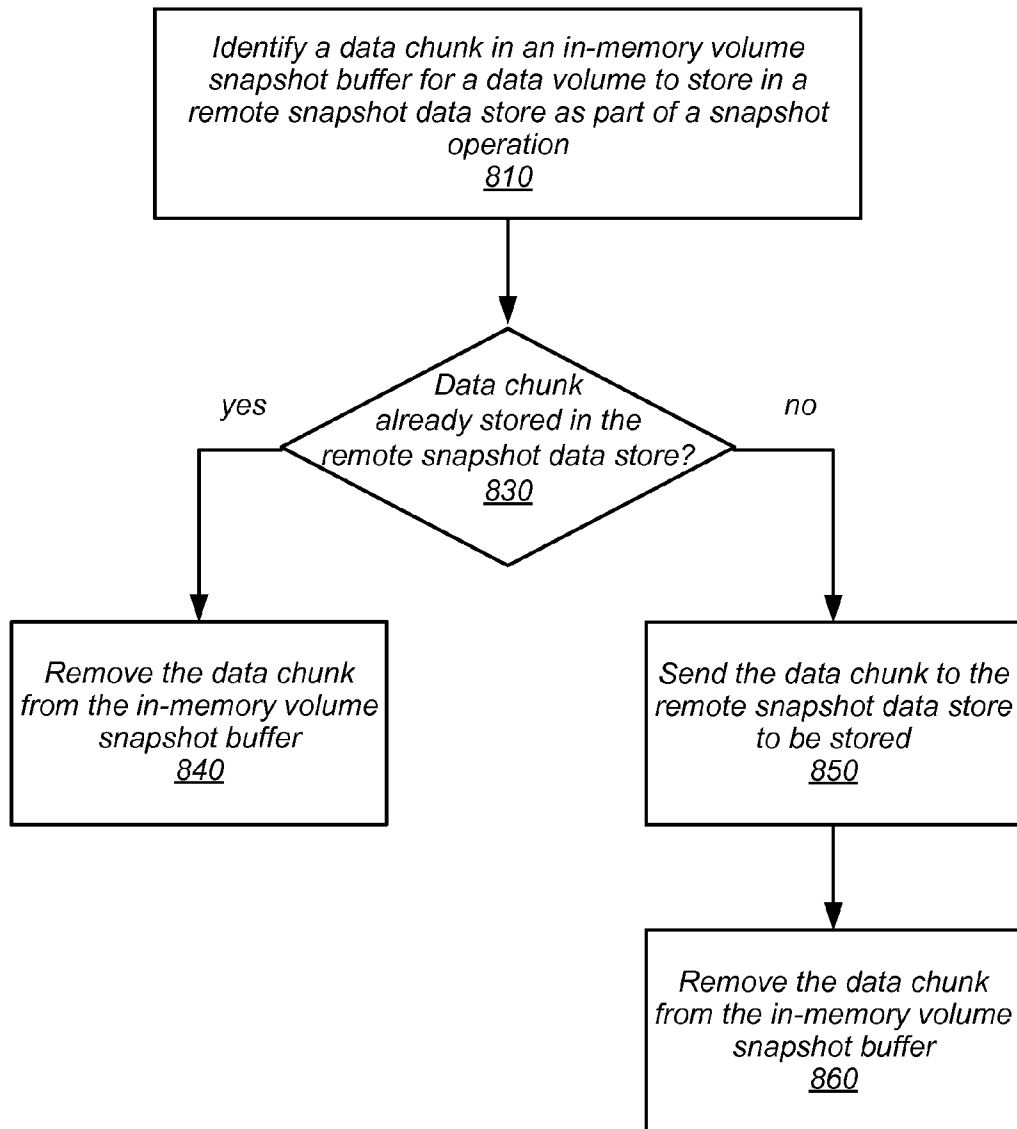 Identify a data chunk in an in-memory volume
snapshot buffer for a data volume to store in a
remote snapshot data store as part of a snapshot
operation
810
yes
Data chunk
already stored in the
remote snapshot data store?
830
no
Remove the data chunk
from the in-memory volume
snapshot buffer
840
Send the data chunk to the
remote snapshot data store
to be stored
850
Remove the data chunk
from the in-memory volume
snapshot buffer
860